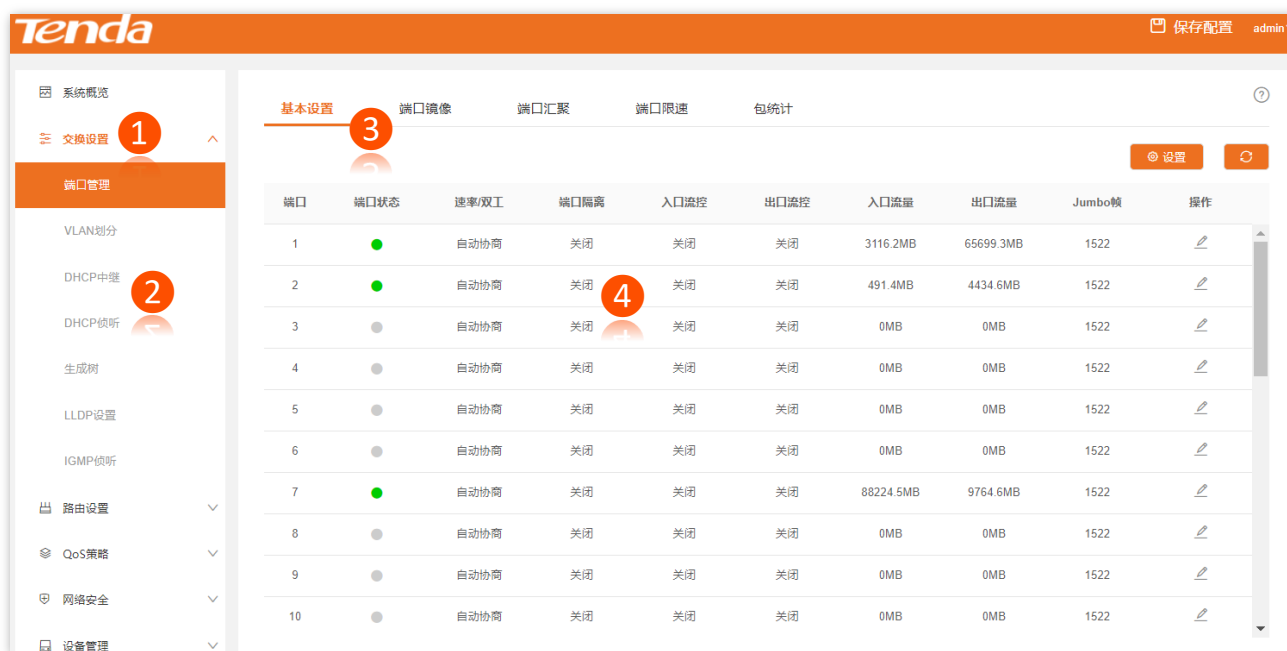 Tenda
保存配置 admin
系统概览
交换设置 1
端口管理
VLAN划分
DHCP中继
2
DHCP侦听
生成树
LLDP设置
IGMP侦听
路由设置
QoS策略
网络安全
设备管理
基本设置 端口镜像 端口汇聚 端口限速 包统计
3
设置
端口 端口状态 速率/双工 端口隔离 入口流控 出口流控 入口流量 出口流量 Jumbo帧 操作
1 自动协商 关闭 关闭 关闭 3116.2MB 65699.3MB 1522
2 自动协商 关闭 关闭 关闭 491.4MB 4434.6MB 1522
4
3 自动协商 关闭 关闭 关闭 0MB 0MB 1522
4 自动协商 关闭 关闭 关闭 0MB 0MB 1522
5 自动协商 关闭 关闭 关闭 0MB 0MB 1522
6 自动协商 关闭 关闭 关闭 0MB 0MB 1522
7 自动协商 关闭 关闭 关闭 88224.5MB 9764.6MB 1522
8 自动协商 关闭 关闭 关闭 0MB 0MB 1522
9 自动协商 关闭 关闭 关闭 0MB 0MB 1522
10 自动协商 关闭 关闭 关闭 0MB 0MB 1522